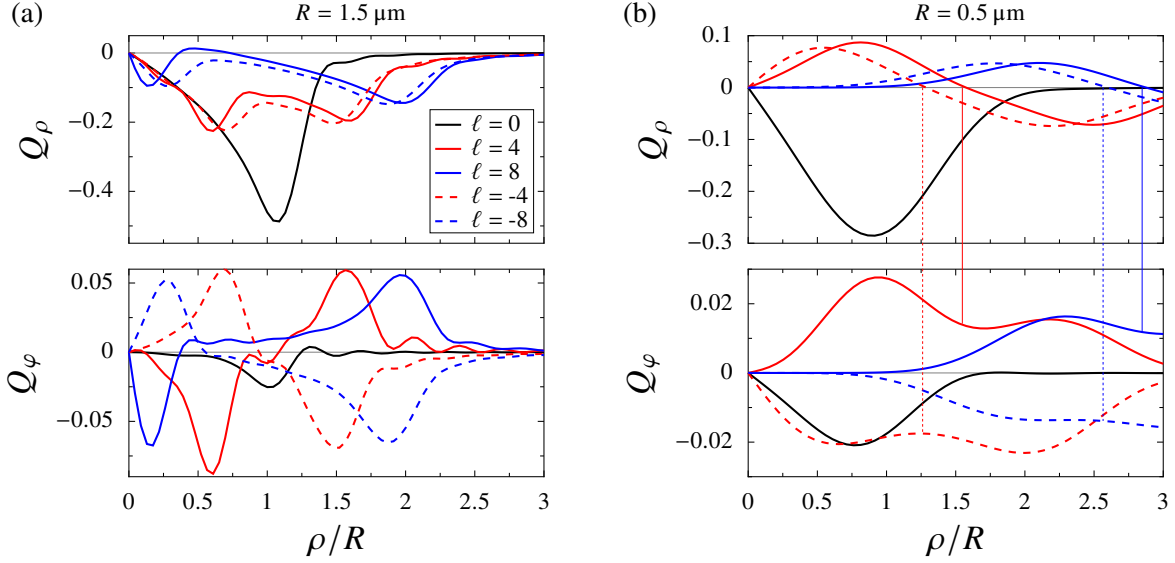 (a)
R = 1.5 µm
0
−0.2
−0.4
Qρ
ℓ = 0
ℓ = 4
ℓ = 8
ℓ = -4
ℓ = -8
0.05
0
−0.05
Qφ
0 0.5 1 1.5 2 2.5 3
ρ/R
(b)
R = 0.5 µm
0.1
0
−0.1
−0.2
−0.3
Qρ
0.02
0
−0.02
Qφ
0 0.5 1 1.5 2 2.5 3
ρ/R